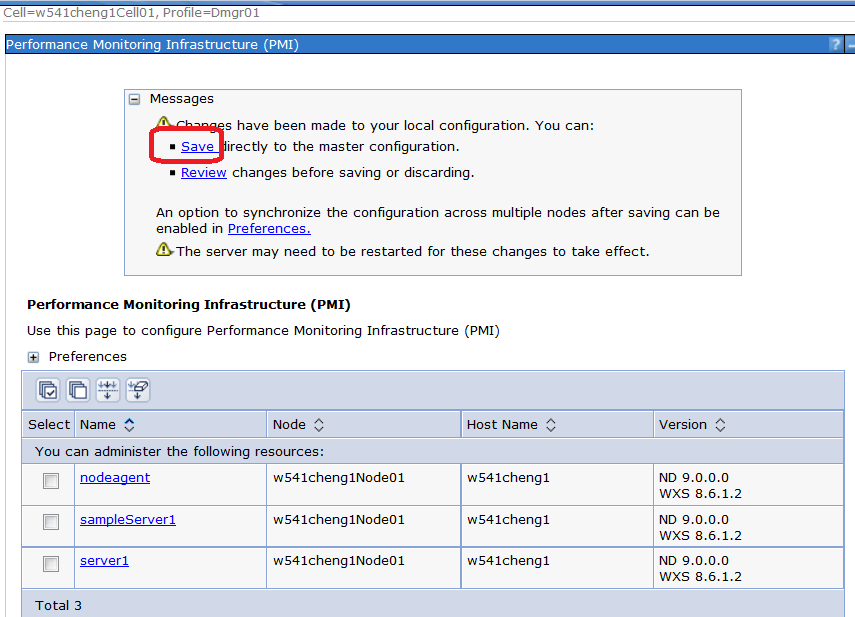 Cell=w541cheng1Cell01, Profile=Dmgr01
Performance Monitoring Infrastructure (PMI)
?
Messages
Changes have been made to your local configuration. You can:
Save directly to the master configuration.
Review changes before saving or discarding.
An option to synchronize the configuration across multiple nodes after saving can be
enabled in Preferences.
The server may need to be restarted for these changes to take effect.
Performance Monitoring Infrastructure (PMI)
Use this page to configure Performance Monitoring Infrastructure (PMI)
Preferences
Select Name Node Host Name Version
You can administer the following resources:
nodeagent w541cheng1Node01 w541cheng1 ND 9.0.0.0
WXS 8.6.1.2
sampleServer1 w541cheng1Node01 w541cheng1 ND 9.0.0.0
WXS 8.6.1.2
server1 w541cheng1Node01 w541cheng1 ND 9.0.0.0
WXS 8.6.1.2
Total 3